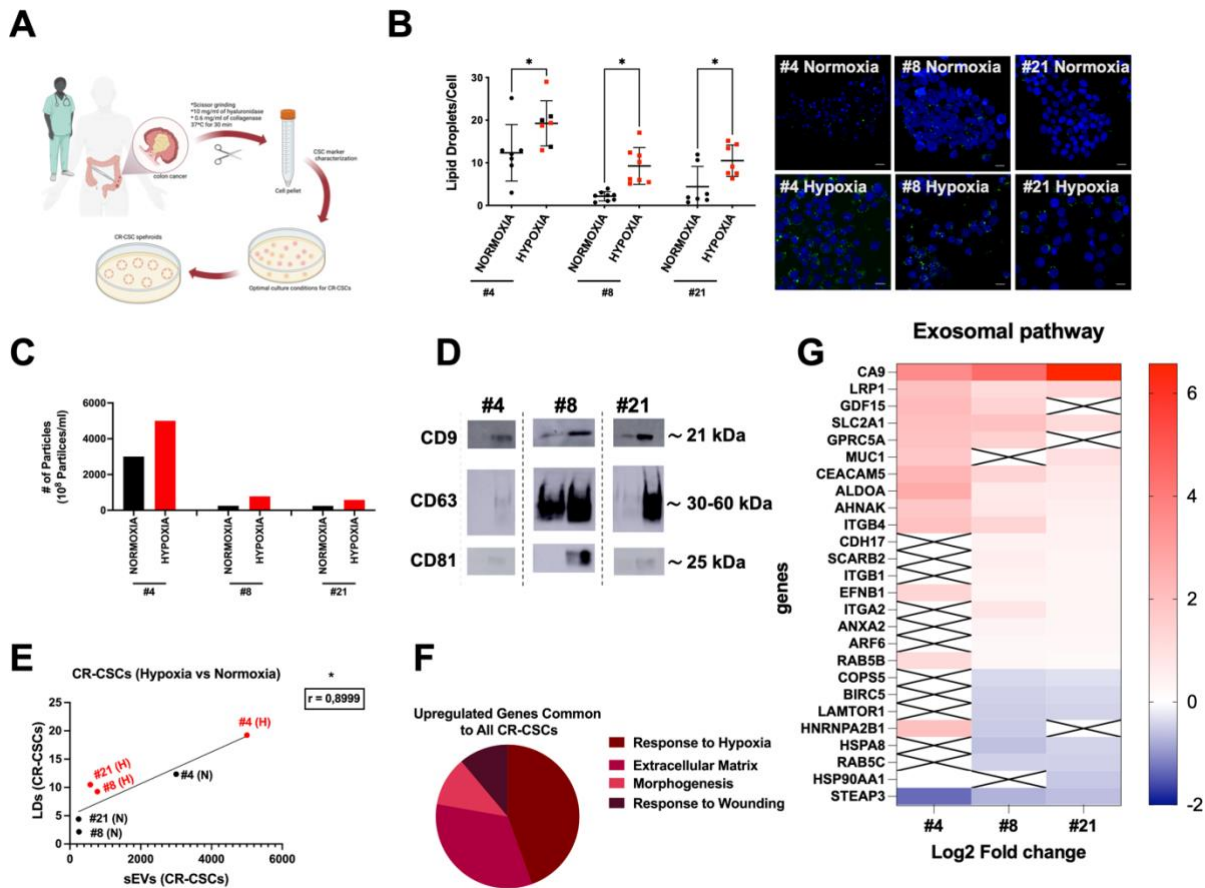 A
*Scissor grinding
*10 mg/ml of hyaluronidase
* 0.6 mg/ml of collagenase
37°C for 30 min
colon cancer
Cell pellet
CSC marker
characterization
CR-CSC spehroids
Optimal culture conditions for CR-CSCs
B
Lipid Droplets/Cell
30
20
10
0
*
*
*
NORMOXIA
HYPOXIA
NORMOXIA
HYPOXIA
NORMOXIA
HYPOXIA
#4
#8
#21
#4 Normoxia
#8 Normoxia
#21 Normoxia
#4 Hypoxia
#8 Hypoxia
#21 Hypoxia
C
# of Particles
(10⁸ Partilces/ml)
6000
4000
2000
0
NORMOXIA
HYPOXIA
NORMOXIA
HYPOXIA
NORMOXIA
HYPOXIA
#4
#8
#21
D
#4
#8
#21
CD9
~ 21 kDa
CD63
~ 30-60 kDa
CD81
~ 25 kDa
E
CR-CSCs (Hypoxia vs Normoxia)
*
r = 0,8999
LDs (CR-CSCs)
25
20
15
10
5
0
#4 (H)
#21 (H)
#8 (H)
#4 (N)
#21 (N)
#8 (N)
0
2000
4000
6000
sEVs (CR-CSCs)
F
Upregulated Genes Common
to All CR-CSCs
Response to Hypoxia
Extracellular Matrix
Morphogenesis
Response to Wounding
G
Exosomal pathway
genes
CA9
LRP1
GDF15
SLC2A1
GPRC5A
MUC1
CEACAM5
ALDOA
AHNAK
ITGB4
CDH17
SCARB2
ITGB1
EFNB1
ITGA2
ANXA2
ARF6
RAB5B
COPS5
BIRC5
LAMTOR1
HNRNPA2B1
HSPA8
RAB5C
HSP90AA1
STEAP3
#4
#8
#21
Log2 Fold change
6
4
2
0
-2